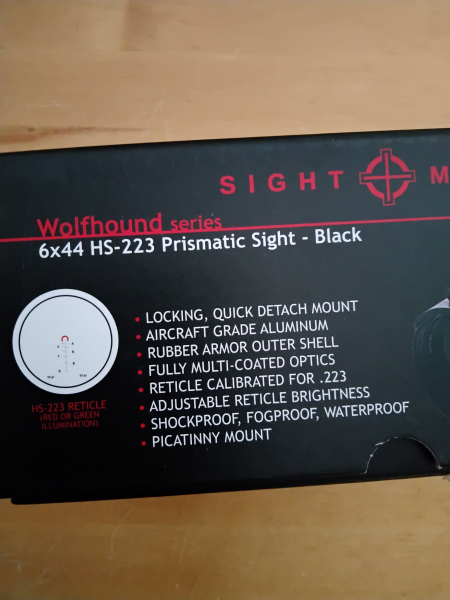 SIGHT M
Wolfhound series
6x44 HS-223 Prismatic Sight - Black
• LOCKING, QUICK DETACH MOUNT
• AIRCRAFT GRADE ALUMINUM
• RUBBER ARMOR OUTER SHELL
• FULLY MULTI-COATED OPTICS
• RETICLE CALIBRATED FOR .223
• ADJUSTABLE RETICLE BRIGHTNESS
• SHOCKPROOF, FOGPROOF, WATERPROOF
• PICATINNY MOUNT
HS-223 RETICLE
(RED OR GREEN
ILLUMINATION)